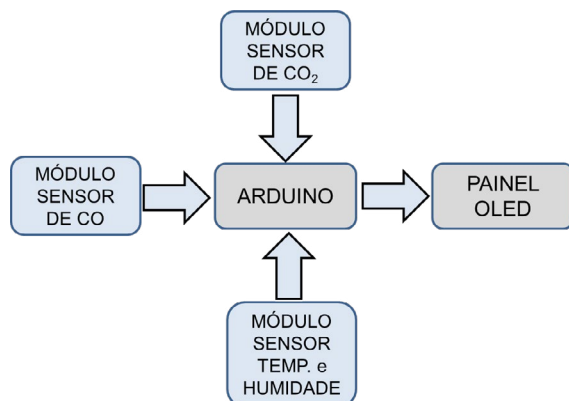 MÓDULO
SENSOR
DE CO₂
MÓDULO
SENSOR
DE CO
ARDUINO
PAINEL
OLED
MÓDULO
SENSOR
TEMP. e
HUMIDADE